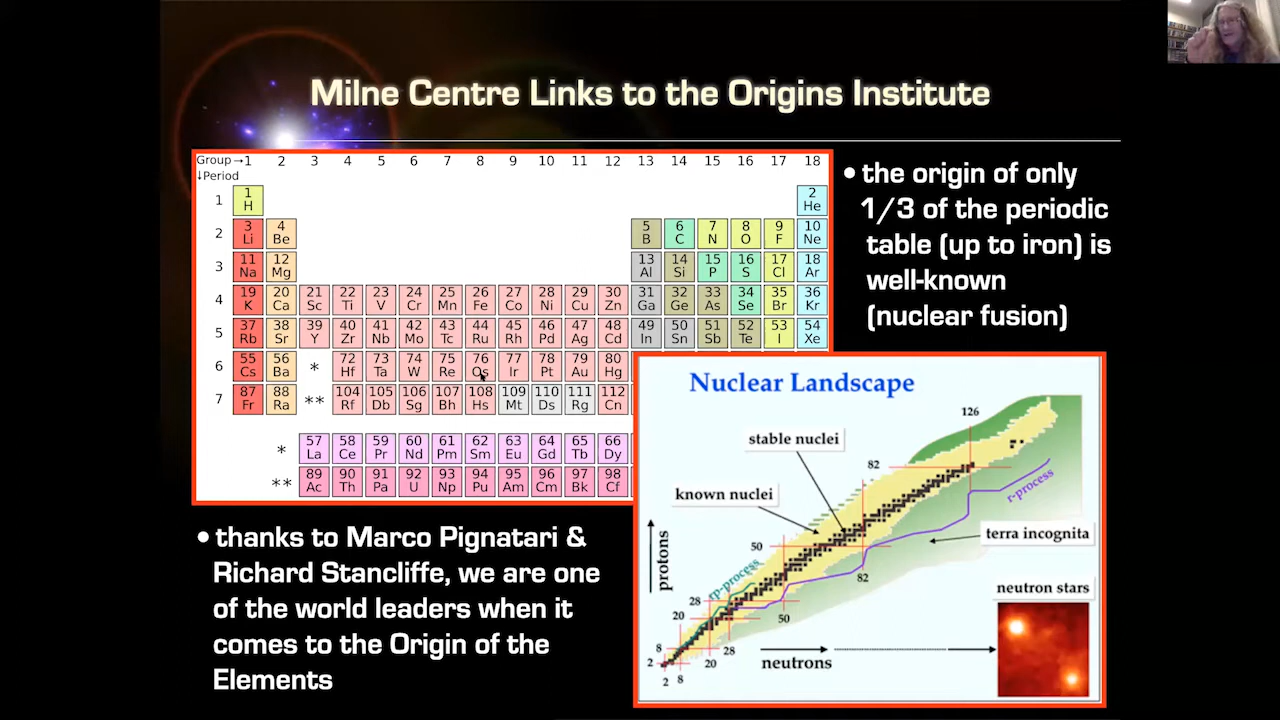 Milne Centre Links to the Origins Institute
Group→1 2 3 4 5 6 7 8 9 10 11 12 13 14 15 16 17 18
↓Period
1 1 H 2 He
2 3 Li 4 Be 5 B 6 C 7 N 8 O 9 F 10 Ne
3 11 Na 12 Mg 13 Al 14 Si 15 P 16 S 17 Cl 18 Ar
4 19 K 20 Ca 21 Sc 22 Ti 23 V 24 Cr 25 Mn 26 Fe 27 Co 28 Ni 29 Cu 30 Zn 31 Ga 32 Ge 33 As 34 Se 35 Br 36 Kr
5 37 Rb 38 Sr 39 Y 40 Zr 41 Nb 42 Mo 43 Tc 44 Ru 45 Rh 46 Pd 47 Ag 48 Cd 49 In 50 Sn 51 Sb 52 Te 53 I 54 Xe
6 55 Cs 56 Ba * 72 Hf 73 Ta 74 W 75 Re 76 Os 77 Ir 78 Pt 79 Au 80 Hg
7 87 Fr 88 Ra ** 104 Rf 105 Db 106 Sg 107 Bh 108 Hs 109 Mt 110 Ds 111 Rg 112 Cn
* 57 La 58 Ce 59 Pr 60 Nd 61 Pm 62 Sm 63 Eu 64 Gd 65 Tb 66 Dy
** 89 Ac 90 Th 91 Pa 92 U 93 Np 94 Pu 95 Am 96 Cm 97 Bk 98 Cf
• the origin of only
1/3 of the periodic
table (up to iron) is
well-known
(nuclear fusion)
• thanks to Marco Pignatari &
Richard Stancliffe, we are one
of the world leaders when it
comes to the Origin of the
Elements
Nuclear Landscape
126
stable nuclei
82
known nuclei
r-process
terra incognita
50
protons
82
rp-process
neutron stars
28
20
50
8
28
2
20
neutrons
2 8